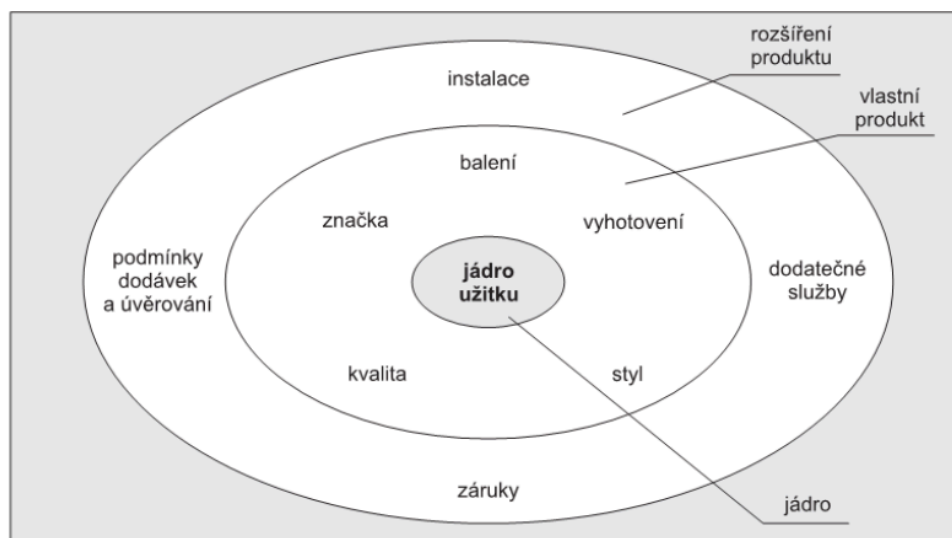 rozšíření
produktu
instalace
vlastní
produkt
balení
značka
vyhotovení
podmínky
dodávek
a úvěrování
jádro
užitku
dodatečné
služby
kvalita
styl
záruky
jádro